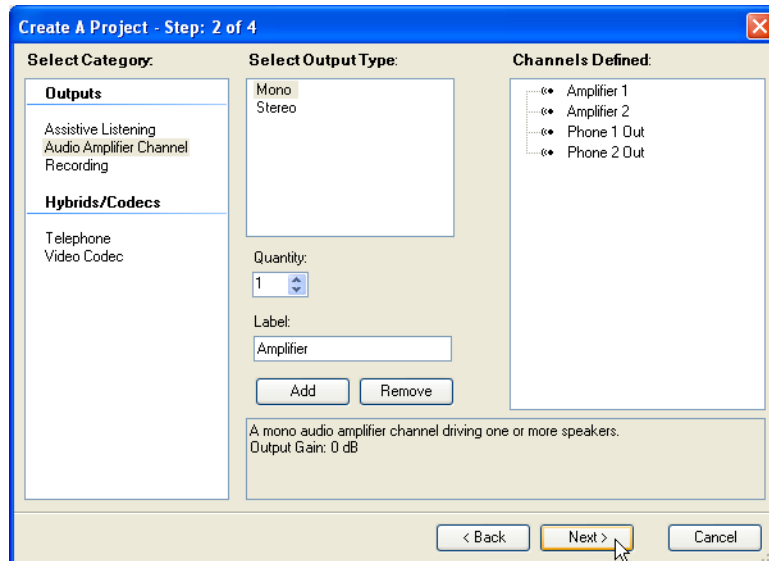 Create A Project - Step: 2 of 4
Select Category:
Outputs
Assistive Listening
Audio Amplifier Channel
Recording
Hybrids/Codecs
Telephone
Video Codec
Select Output Type:
Mono
Stereo
Quantity:
1
Label:
Amplifier
Add
Remove
Channels Defined:
Amplifier 1
Amplifier 2
Phone 1 Out
Phone 2 Out
A mono audio amplifier channel driving one or more speakers.
Output Gain: 0 dB
< Back
Next >
Cancel